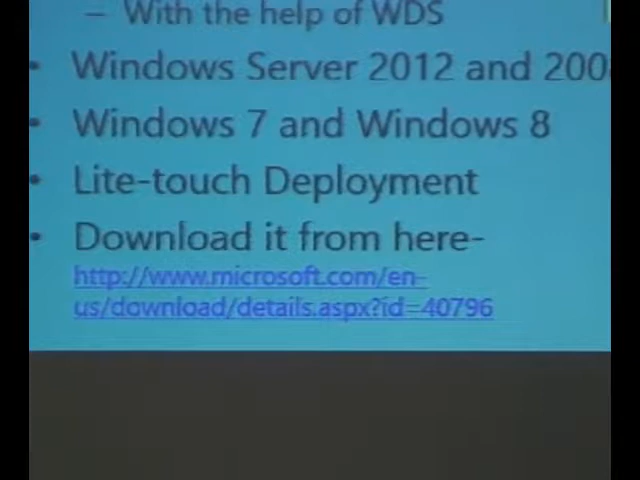 – With the help of WDS
• Windows Server 2012 and 200
• Windows 7 and Windows 8
• Lite-touch Deployment
• Download it from here-
http://www.microsoft.com/en-
us/download/details.aspx?id=40796